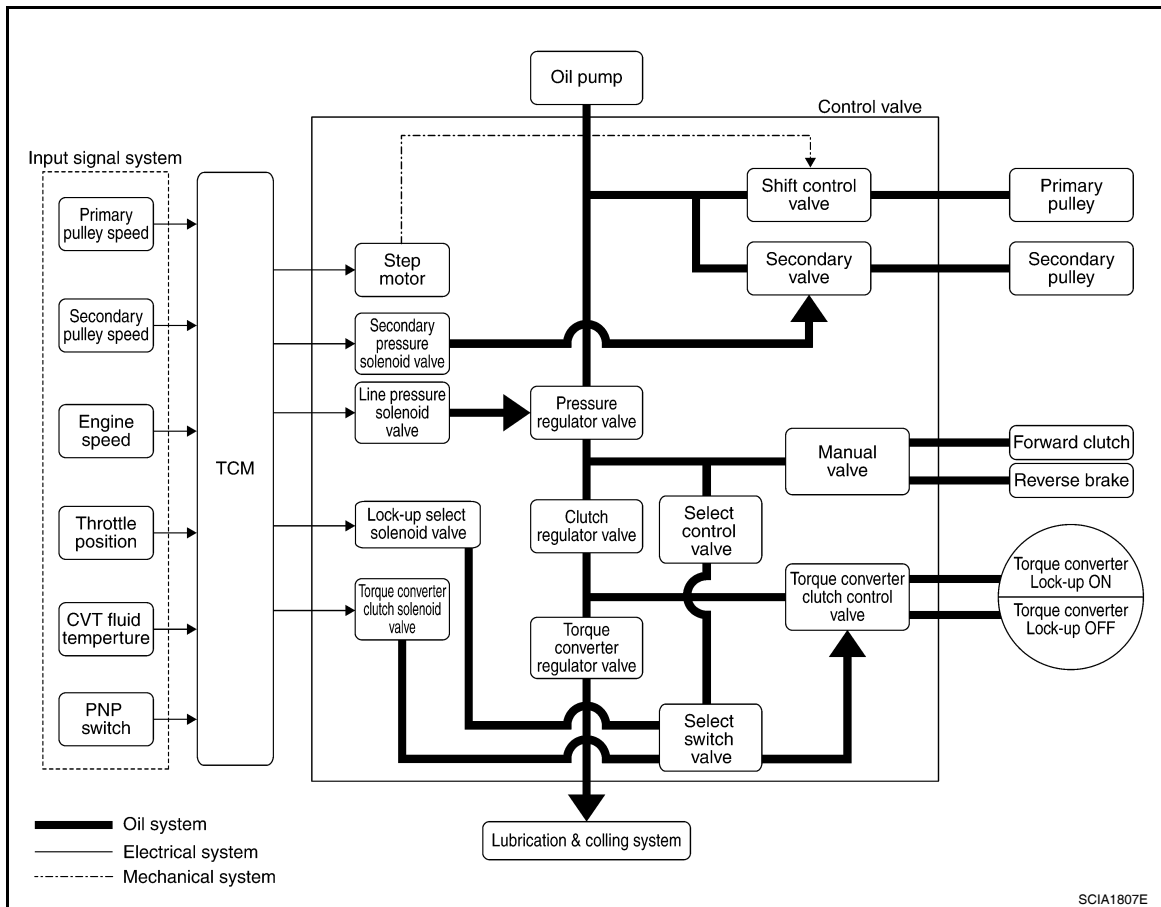 Oil pump
Control valve
Input signal system
Primary
pulley speed
Secondary
pulley speed
Engine
speed
Throttle
position
CVT fluid
temperture
PNP
switch
TCM
Step
motor
Secondary
pressure
solenoid valve
Line pressure
solenoid
valve
Lock-up select
solenoid valve
Torque converter
clutch solenoid
valve
Pressure
regulator valve
Clutch
regulator valve
Torque
converter
regulator valve
Shift control
valve
Secondary
valve
Manual
valve
Select
control
valve
Torque converter
clutch control
valve
Select
switch
valve
Primary
pulley
Secondary
pulley
Forward clutch
Reverse brake
Torque converter
Lock-up ON
Torque converter
Lock-up OFF
Lubrication & colling system
Oil system
Electrical system
Mechanical system
SCIA1807E